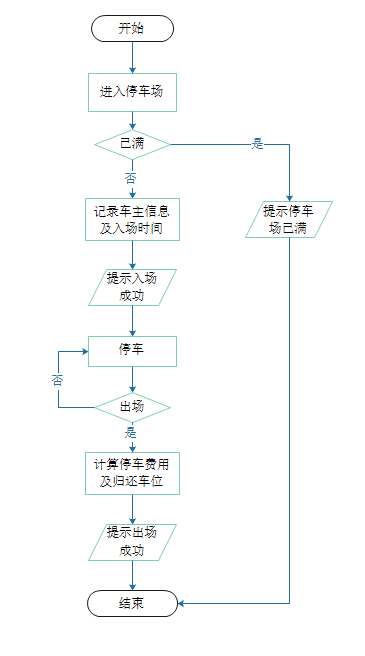 开始
进入停车场
已满
是
否
记录车主信息
及入场时间
提示停车
场已满
提示入场
成功
停车
否
出场
是
计算停车费用
及归还车位
提示出场
成功
结束